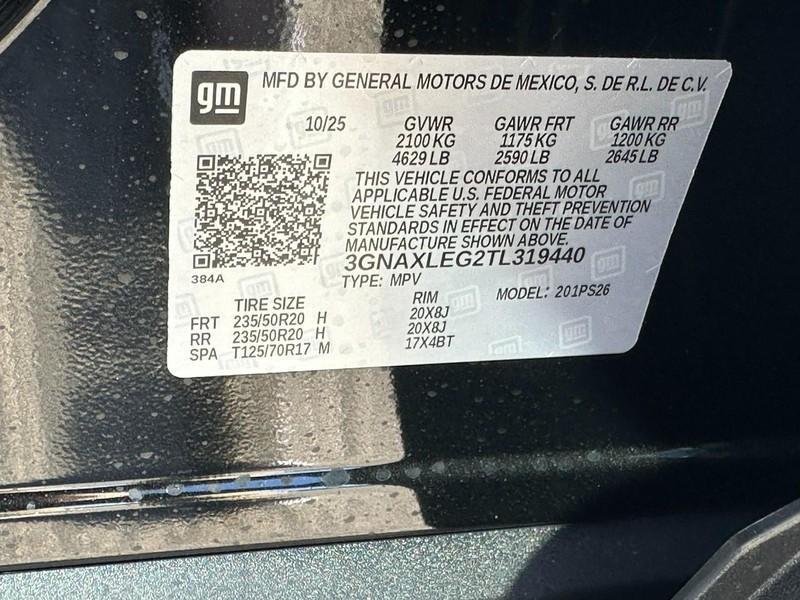 gm MFD BY GENERAL MOTORS DE MEXICO, S. DE R.L. DE C.V.
10/25 GVWR GAWR FRT GAWR RR
2100 KG 1175 KG 1200 KG
4629 LB 2590 LB 2645 LB
THIS VEHICLE CONFORMS TO ALL
APPLICABLE U.S. FEDERAL MOTOR
VEHICLE SAFETY AND THEFT PREVENTION
STANDARDS IN EFFECT ON THE DATE OF
MANUFACTURE SHOWN ABOVE.
3GNAXLEG2TL319440
384A
TYPE: MPV MODEL: 201PS26
TIRE SIZE RIM
FRT 235/50R20 H 20X8J
RR 235/50R20 H 20X8J
SPA T125/70R17 M 17X4BT